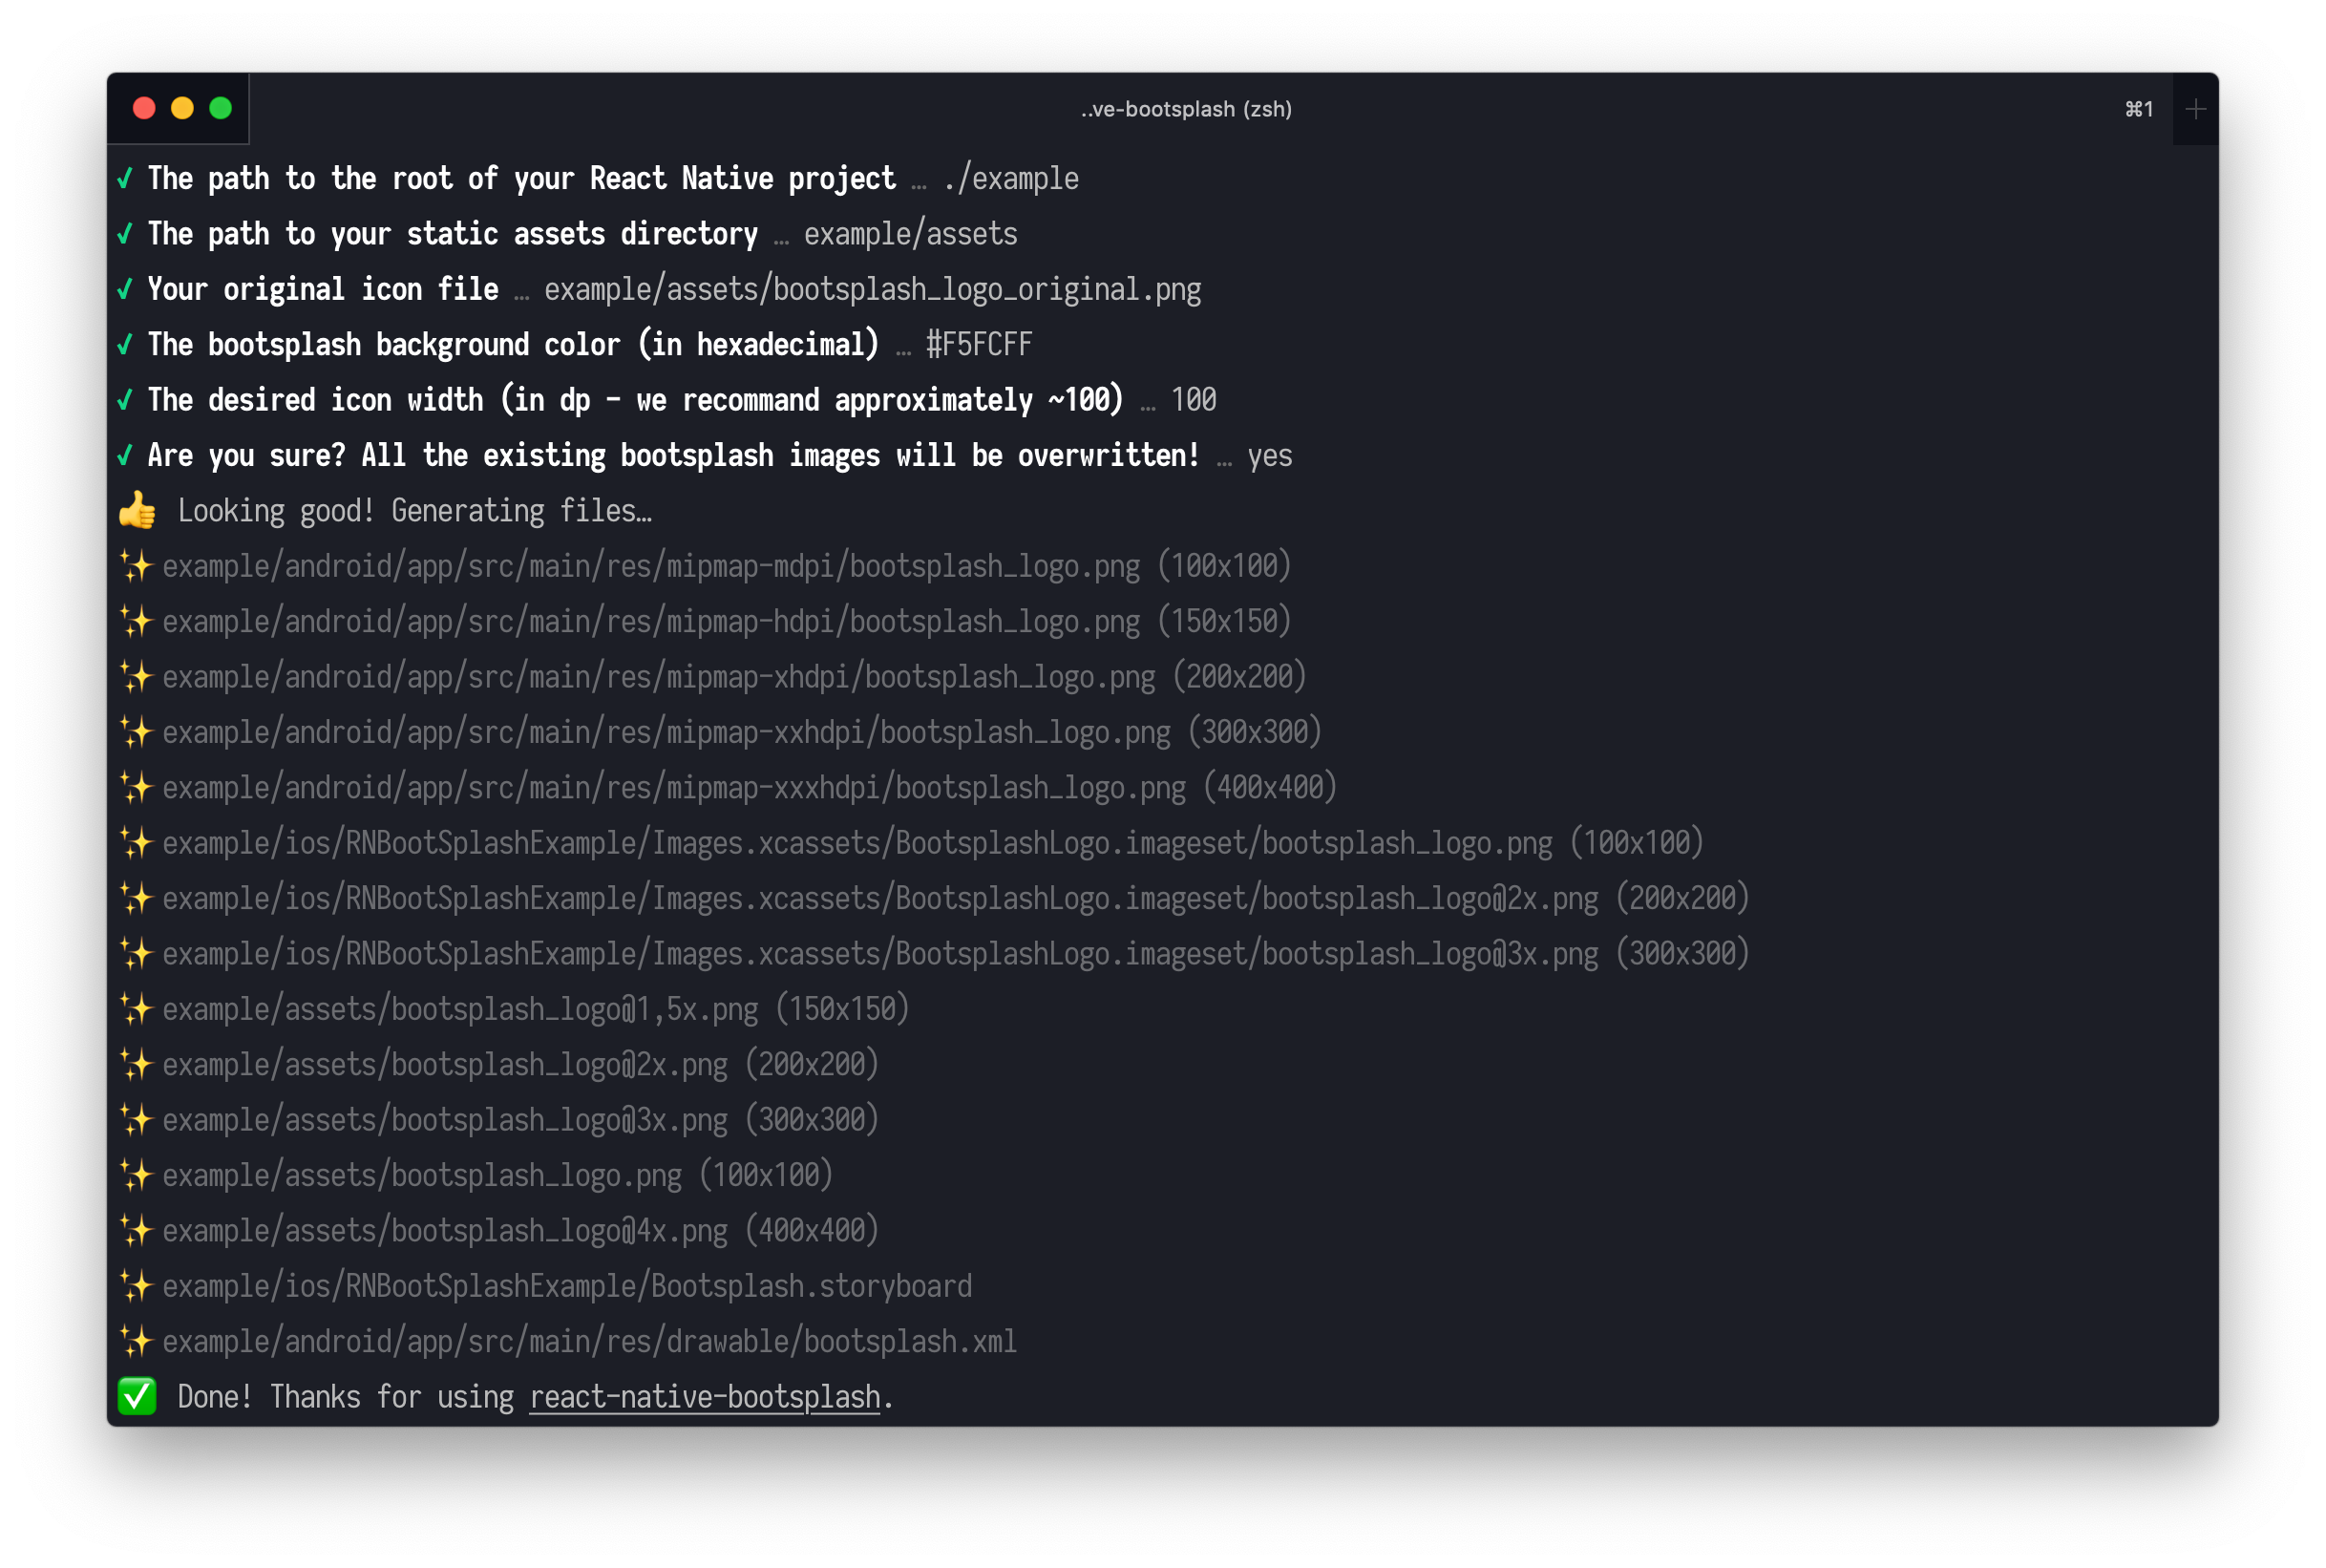 ..ve-bootsplash (zsh) ⌘1 +
✓ The path to the root of your React Native project … ./example
✓ The path to your static assets directory … example/assets
✓ Your original icon file … example/assets/bootsplash_logo_original.png
✓ The bootsplash background color (in hexadecimal) … #F5FCFF
✓ The desired icon width (in dp - we recommand approximately ~100) … 100
✓ Are you sure? All the existing bootsplash images will be overwritten! … yes
👍 Looking good! Generating files…
✨ example/android/app/src/main/res/mipmap-mdpi/bootsplash_logo.png (100x100)
✨ example/android/app/src/main/res/mipmap-hdpi/bootsplash_logo.png (150x150)
✨ example/android/app/src/main/res/mipmap-xhdpi/bootsplash_logo.png (200x200)
✨ example/android/app/src/main/res/mipmap-xxhdpi/bootsplash_logo.png (300x300)
✨ example/android/app/src/main/res/mipmap-xxxhdpi/bootsplash_logo.png (400x400)
✨ example/ios/RNBootSplashExample/Images.xcassets/BootsplashLogo.imageset/bootsplash_logo.png (100x100)
✨ example/ios/RNBootSplashExample/Images.xcassets/BootsplashLogo.imageset/bootsplash_logo@2x.png (200x200)
✨ example/ios/RNBootSplashExample/Images.xcassets/BootsplashLogo.imageset/bootsplash_logo@3x.png (300x300)
✨ example/assets/bootsplash_logo@1,5x.png (150x150)
✨ example/assets/bootsplash_logo@2x.png (200x200)
✨ example/assets/bootsplash_logo@3x.png (300x300)
✨ example/assets/bootsplash_logo.png (100x100)
✨ example/assets/bootsplash_logo@4x.png (400x400)
✨ example/ios/RNBootSplashExample/Bootsplash.storyboard
✨ example/android/app/src/main/res/drawable/bootsplash.xml
✅ Done! Thanks for using react-native-bootsplash.